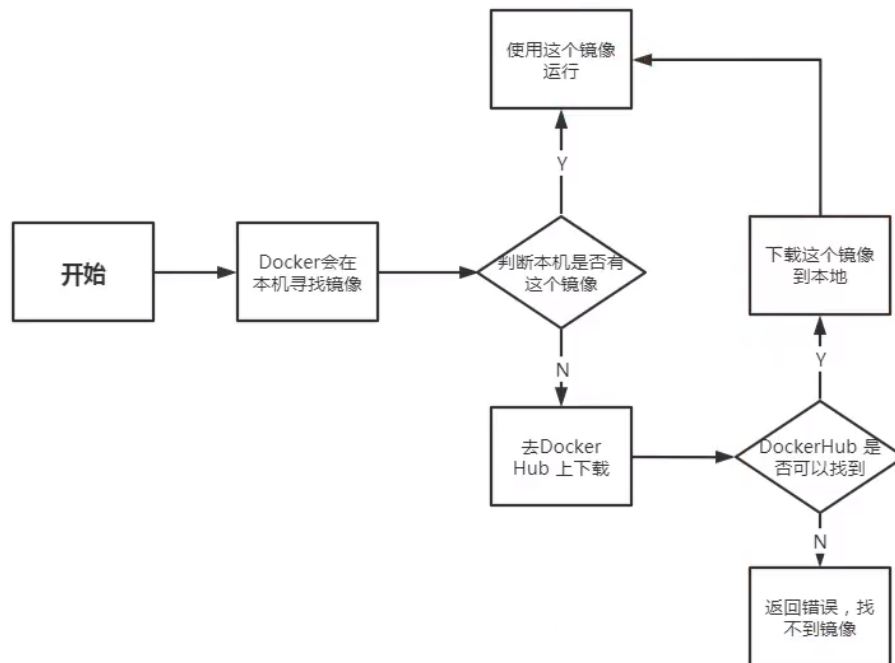 使用这个镜像
运行
Y
开始
Docker会在
本机寻找镜像
判断本机是否有
这个镜像
下载这个镜像
到本地
N
Y
去Docker
Hub 上下载
DockerHub 是
否可以找到
N
返回错误，找
不到镜像